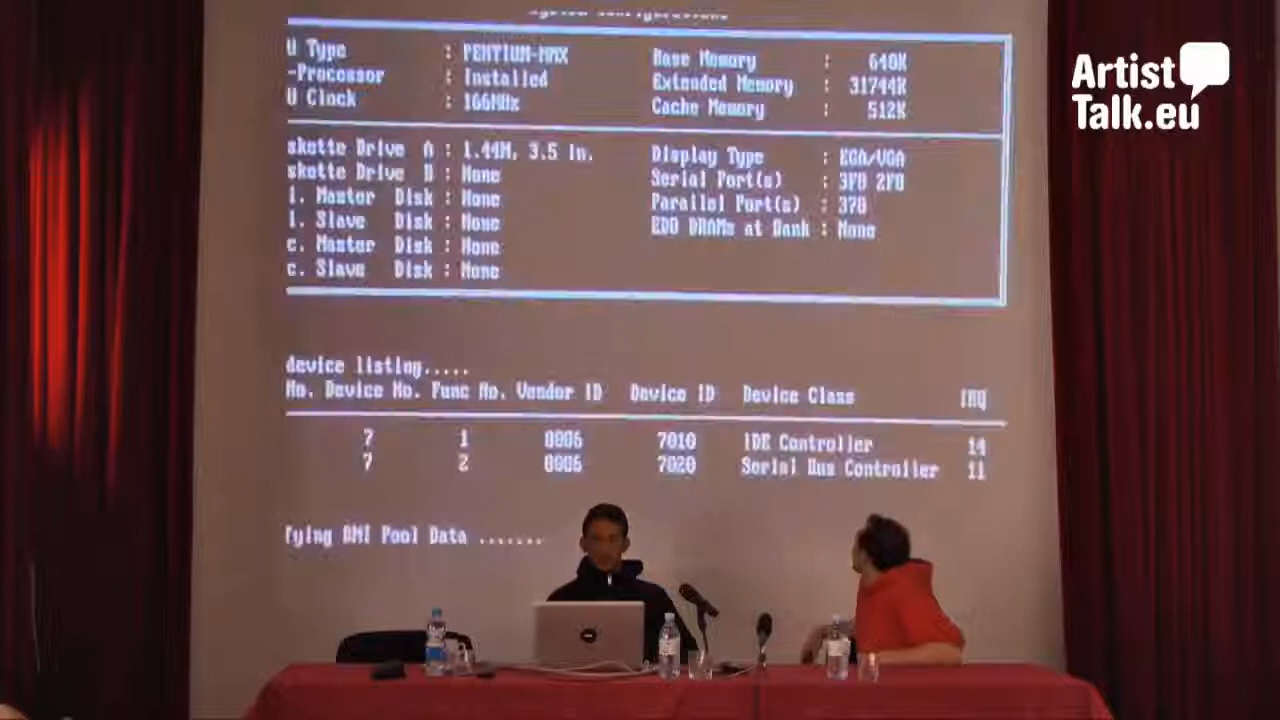 System Configurations
U Type : PENTIUM-MMX Base Memory : 640K
-Processor : Installed Extended Memory : 31744K
U Clock : 166MHz Cache Memory : 512K
skette Drive A : 1.44M, 3.5 in. Display Type : EGA/VGA
skette Drive B : None Serial Port(s) : 3F8 2F8
i. Master Disk : None Parallel Port(s) : 378
i. Slave Disk : None EDO DRAMs at Bank : None
c. Master Disk : None
c. Slave Disk : None
device listing.....
No. Device No. Func No. Vendor ID Device ID Device Class IRQ
7 1 8086 7010 IDE Controller 14
7 2 8086 7020 Serial Bus Controller 11
fying DMI Pool Data .......
Artist
Talk.eu